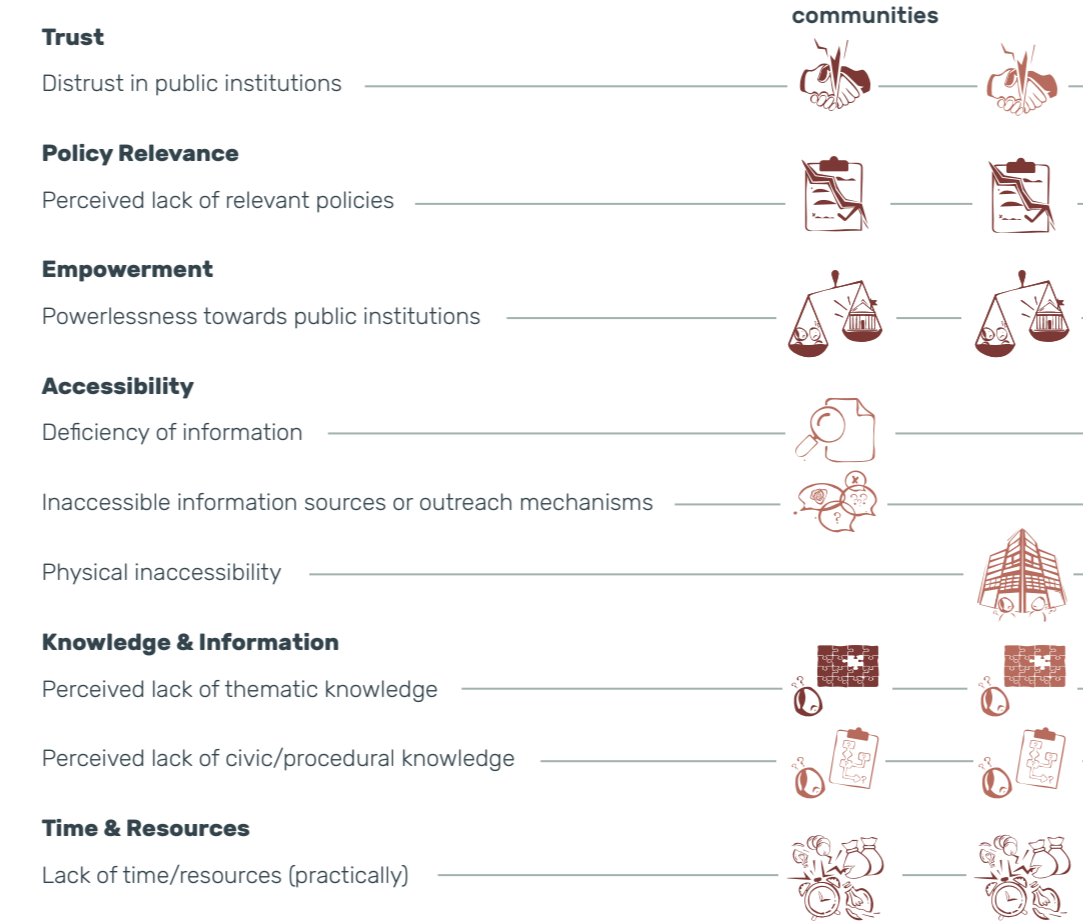 communities
Trust
Distrust in public institutions
Policy Relevance
Perceived lack of relevant policies
Empowerment
Powerlessness towards public institutions
Accessibility
Deficiency of information
Inaccessible information sources or outreach mechanisms
Physical inaccessibility
Knowledge & Information
Perceived lack of thematic knowledge
Perceived lack of civic/procedural knowledge
Time & Resources
Lack of time/resources (practically)